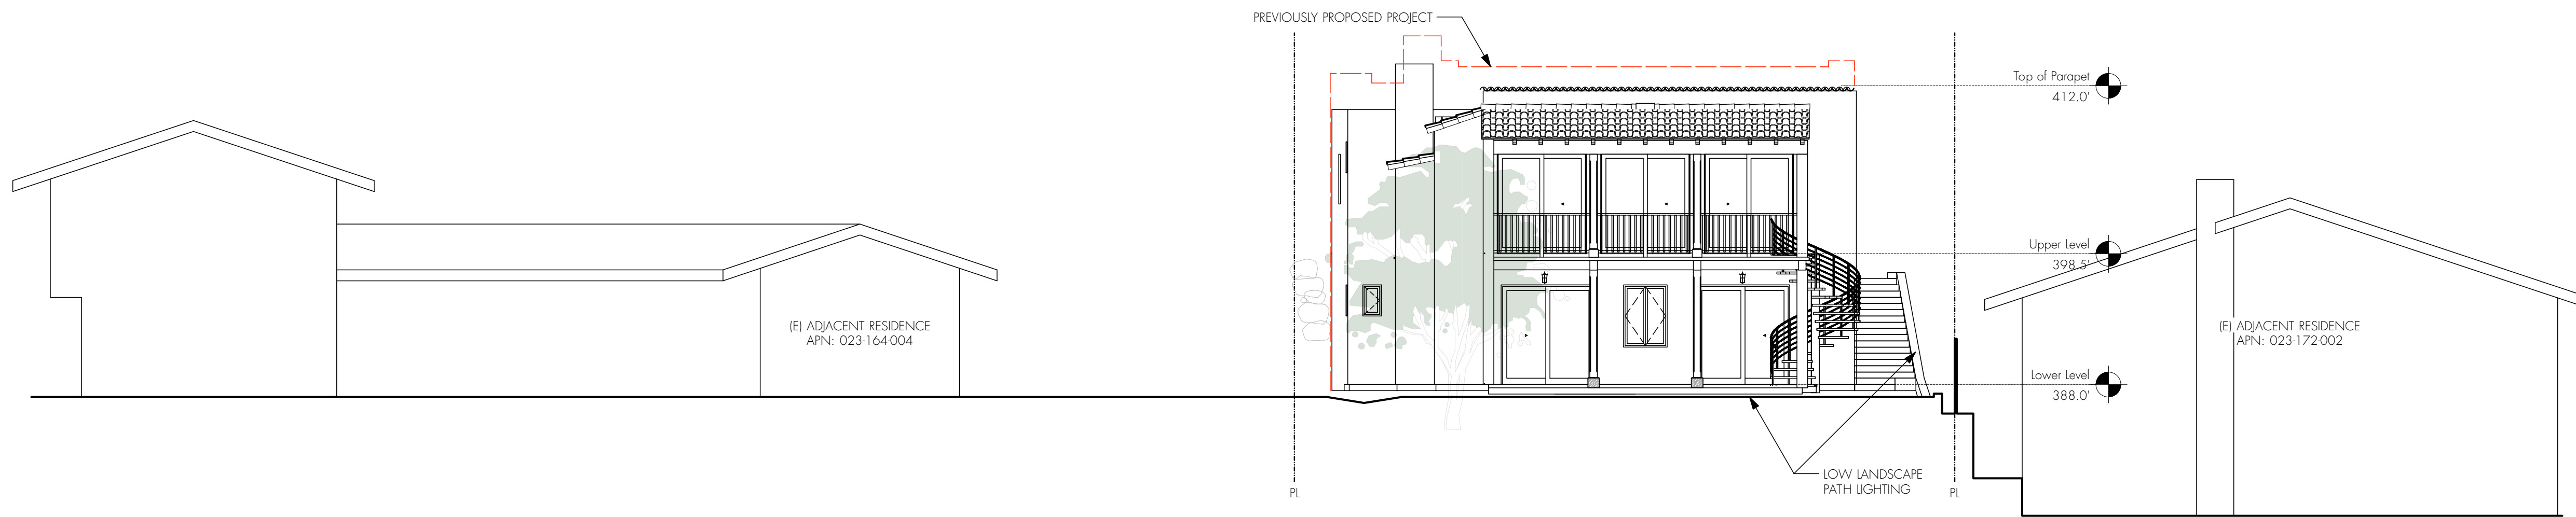 PREVIOUSLY PROPOSED PROJECT
Top of Parapet
412.0'
Upper Level
398.5'
(E) ADJACENT RESIDENCE
APN: 023-164-004
(E) ADJACENT RESIDENCE
APN: 023-172-002
Lower Level
388.0'
LOW LANDSCAPE
PATH LIGHTING
PL
PL